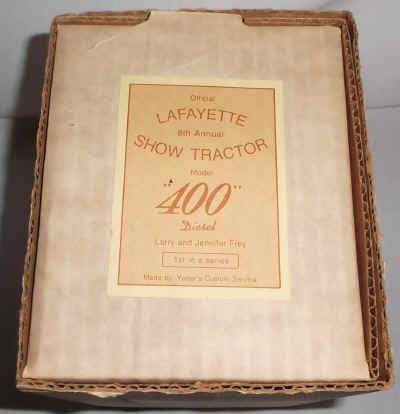 Official
LAFAYETTE
8th Annual
SHOW TRACTOR
Model
"400"
Diesel
Larry and Jennifer Frey
1st in a series
Made by: Yoder's Custom Service